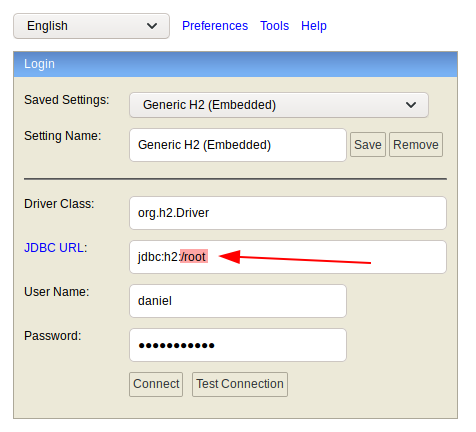 English Preferences Tools Help
Login
Saved Settings: Generic H2 (Embedded)
Setting Name: Generic H2 (Embedded) Save Remove
Driver Class: org.h2.Driver
JDBC URL: jdbc:h2:/root
User Name: daniel
Password: ●●●●●●●●●●●
Connect Test Connection